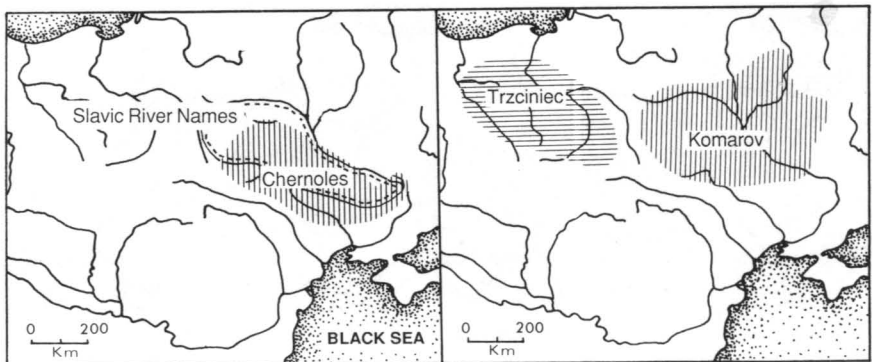 Slavic River Names
Chernoles
0 200
Km
BLACK SEA
Trzciniec
Komarov
0 200
Km